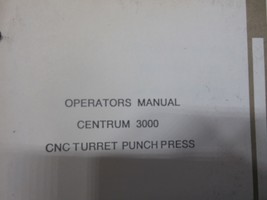 OPERATORS MANUAL
CENTRUM 3000
CNC TURRET PUNCH PRESS